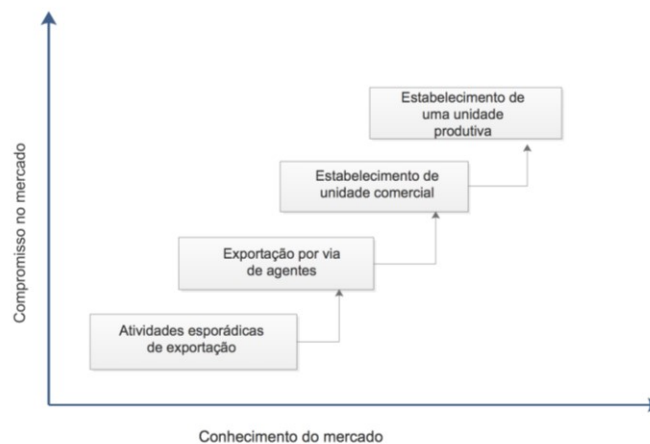 Estabelecimento de
uma unidade
produtiva
Estabelecimento de
unidade comercial
Exportação por via
de agentes
Atividades esporádicas
de exportação
Compromisso no mercado
Conhecimento do mercado